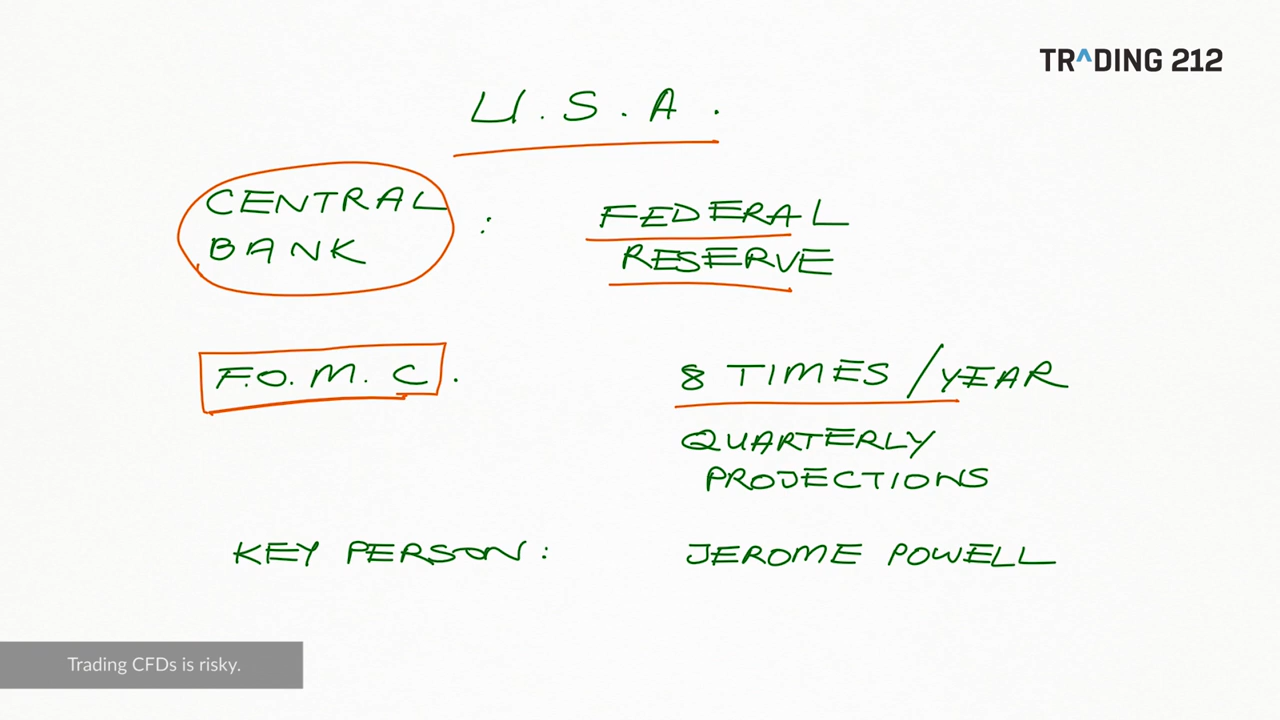 TRADING 212
U.S.A.
CENTRAL
BANK
:
FEDERAL
RESERVE
F.O.M.C.
8 TIMES/YEAR
QUARTERLY
PROJECTIONS
KEY PERSON: JEROME POWELL
Trading CFDs is risky.